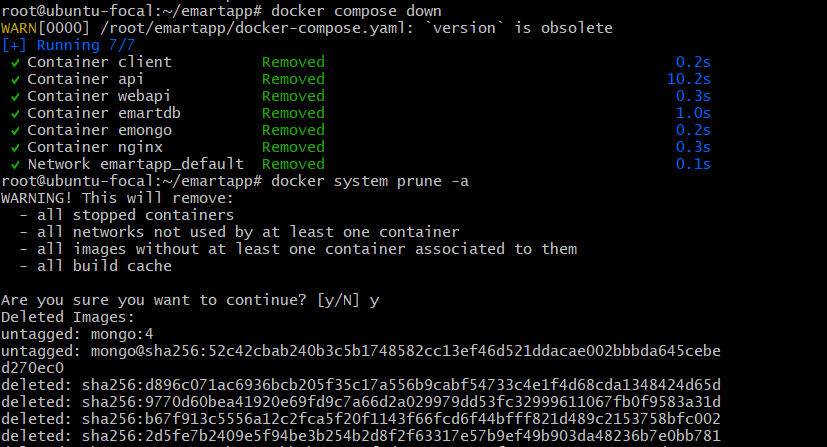 root@ubuntu-focal:~/emartapp# docker compose down
WARN[0000] /root/emartapp/docker-compose.yaml: `version` is obsolete
[+] Running 7/7
✔ Container client Removed 0.2s
✔ Container api Removed 10.2s
✔ Container webapi Removed 0.3s
✔ Container emartdb Removed 1.0s
✔ Container emongo Removed 0.2s
✔ Container nginx Removed 0.3s
✔ Network emartapp_default Removed 0.1s
root@ubuntu-focal:~/emartapp# docker system prune -a
WARNING! This will remove:
- all stopped containers
- all networks not used by at least one container
- all images without at least one container associated to them
- all build cache
Are you sure you want to continue? [y/N] y
Deleted Images:
untagged: mongo:4
untagged: mongo@sha256:52c42cbab240b3c5b1748582cc13ef46d521ddacae002bbbda645cebe
d270ec0
deleted: sha256:d896c071ac6936bcb205f35c17a556b9cabf54733c4e1f4d68cda1348424d65d
deleted: sha256:9770d60bea41920e69fd9c7a66d2a029979dd53fc32999611067fb0f9583a31d
deleted: sha256:b67f913c5556a12c2fca5f20f1143f66fcd6f44bfff821d489c2153758bfc002
deleted: sha256:2d5fe7b2409e5f94be3b254b2d8f2f63317e57b9ef49b903da48236b7e0bb781